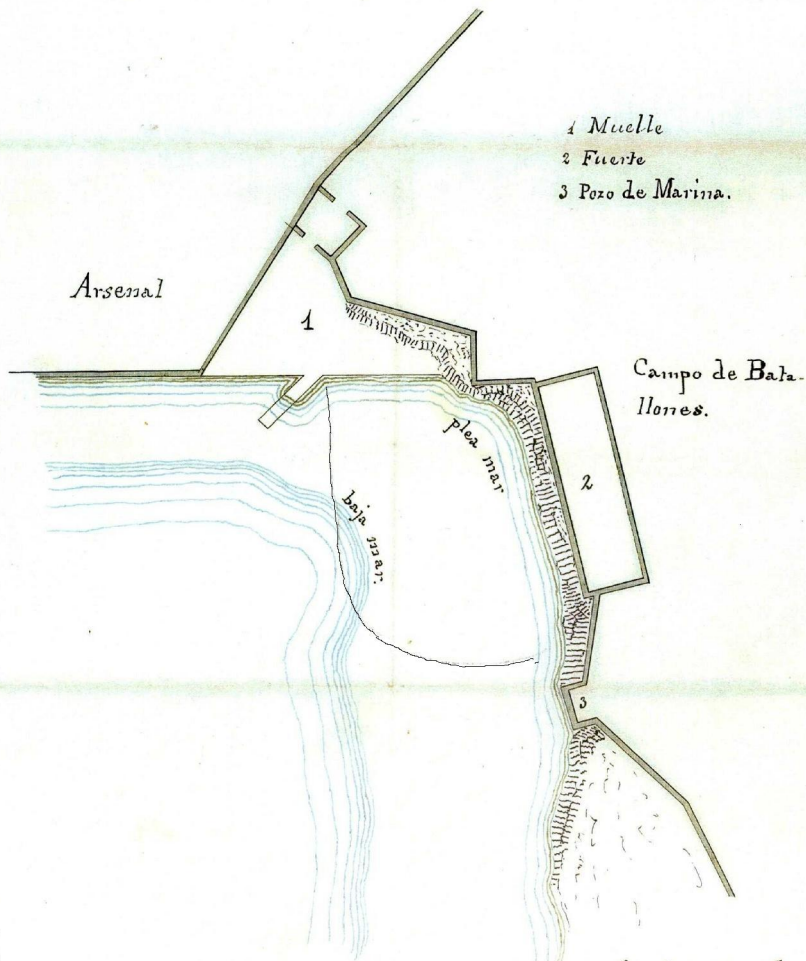 1 Muelle
2 Fuerte
3 Pozo de Marina.
Arsenal
1
Campo de Bata-
llones.
2
plea mar
baja mar.
3